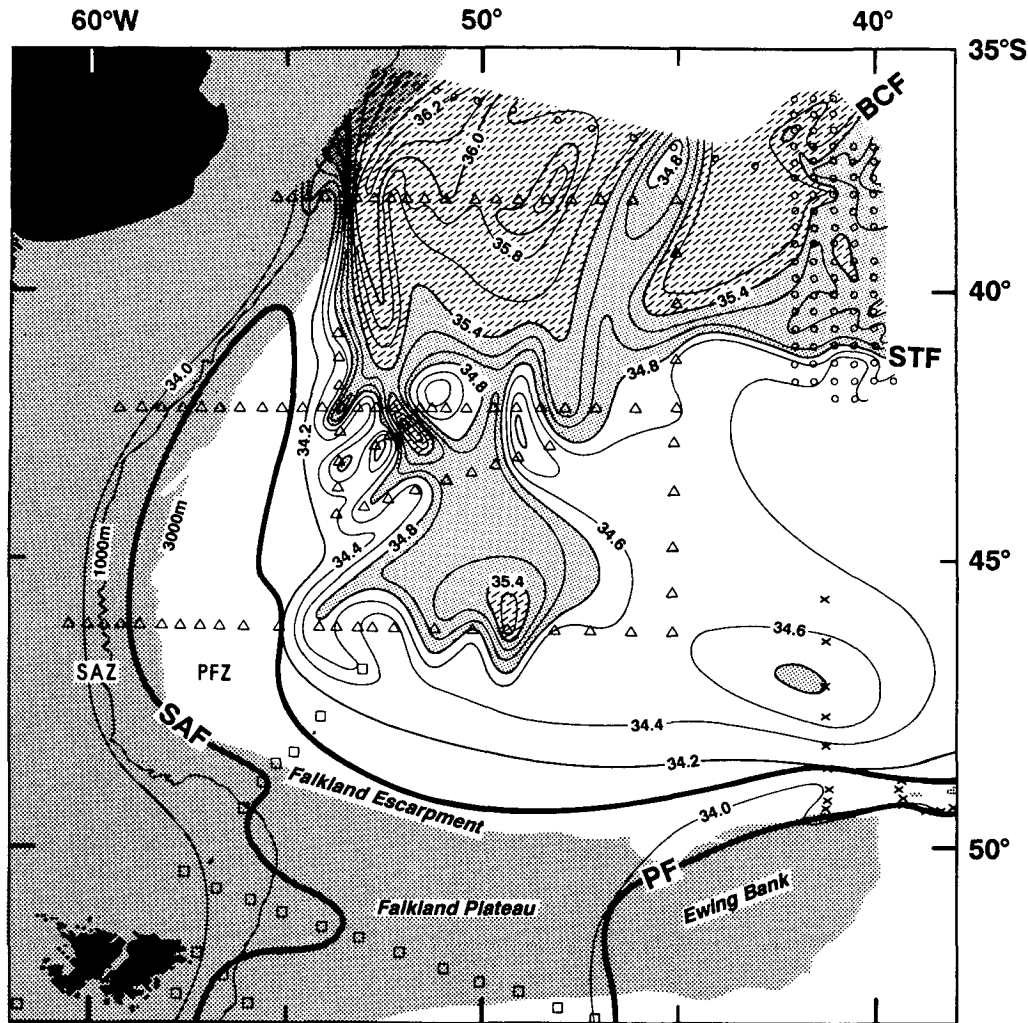 60°W 50° 40°
35°S
BCF
36.2
36.0
34.8
35.8
40°
35.4
35.4
STF
34.8
34.8
34.0
34.2
3000m
1000m
34.6
34.4
34.8
45°
35.4
34.6
SAZ PFZ
SAF
34.4
34.2
Falkland Escarpment
34.0
50°
PF
Ewing Bank
Falkland Plateau